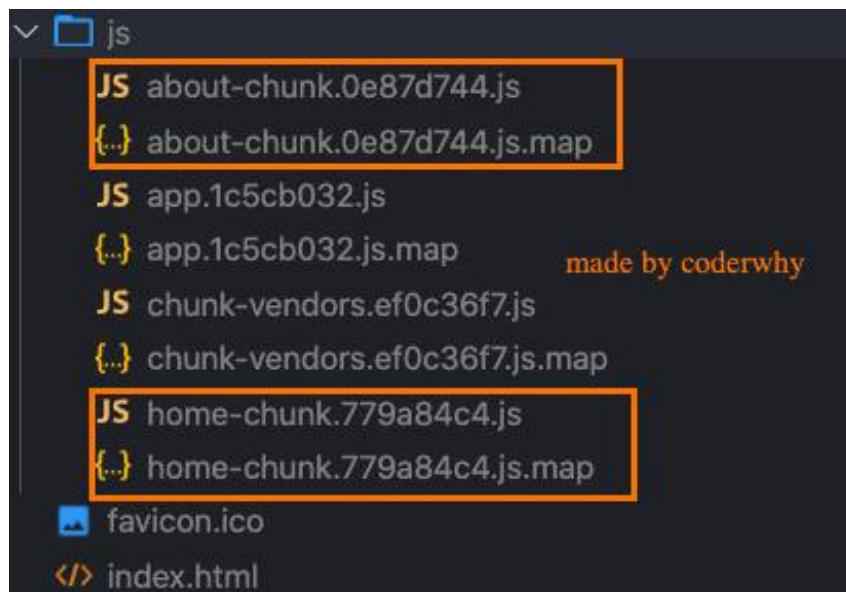 js
JS about-chunk.0e87d744.js
{...} about-chunk.0e87d744.js.map
JS app.1c5cb032.js
{...} app.1c5cb032.js.map
made by coderwhy
JS chunk-vendors.ef0c36f7.js
{...} chunk-vendors.ef0c36f7.js.map
JS home-chunk.779a84c4.js
{...} home-chunk.779a84c4.js.map
favicon.ico
</> index.html